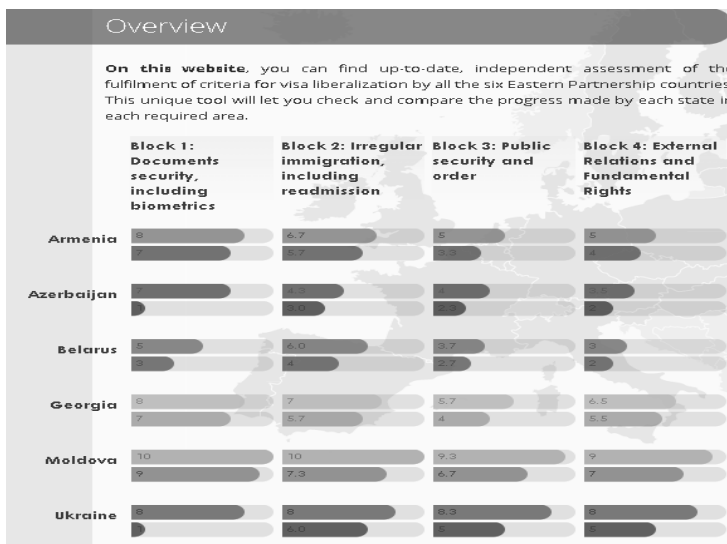 Overview
On this website, you can find up-to-date, independent assessment of the
fulfilment of criteria for visa liberalization by all the six Eastern Partnership countries
This unique tool will let you check and compare the progress made by each state in
each required area.
Block 1: Documents security, including biometrics
Block 2: Irregular immigration, including readmission
Block 3: Public security and order
Block 4: External Relations and Fundamental Rights
Armenia
8 6.7 5 5
7 5.7 3.3 4
Azerbaijan
7 4.3 4 3.5
3.0 2.3 2
Belarus
5 6.0 3.7 3
3 4 2.7 2
Georgia
8 7 5.7 6.5
7 5.7 4 5.5
Moldova
10 10 9.3 9
9 7.3 6.7 7
Ukraine
8 8 8.3 8
6.0 5 5